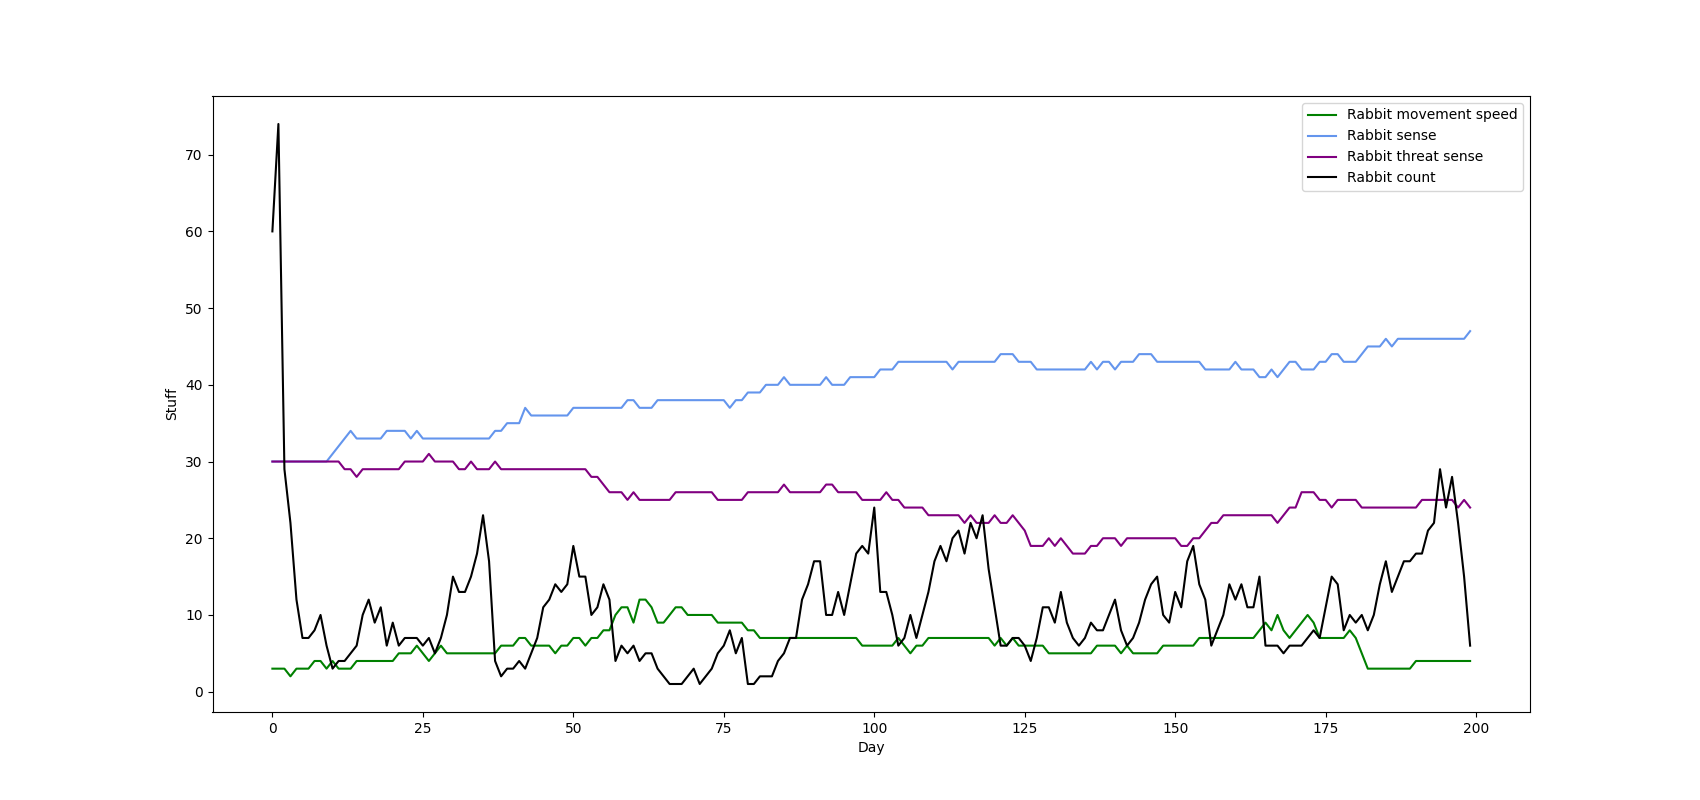 Rabbit movement speed
Rabbit sense
Rabbit threat sense
Rabbit count
70
60
50
40
30
20
10
0
Stuff
0 25 50 75 100 125 150 175 200
Day